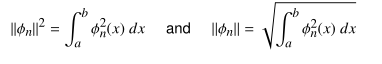 ‖ϕₙ‖² = ∫ₐᵇ ϕₙ²(x) dx and ‖ϕₙ‖ = √(∫ₐᵇ ϕₙ²(x) dx)